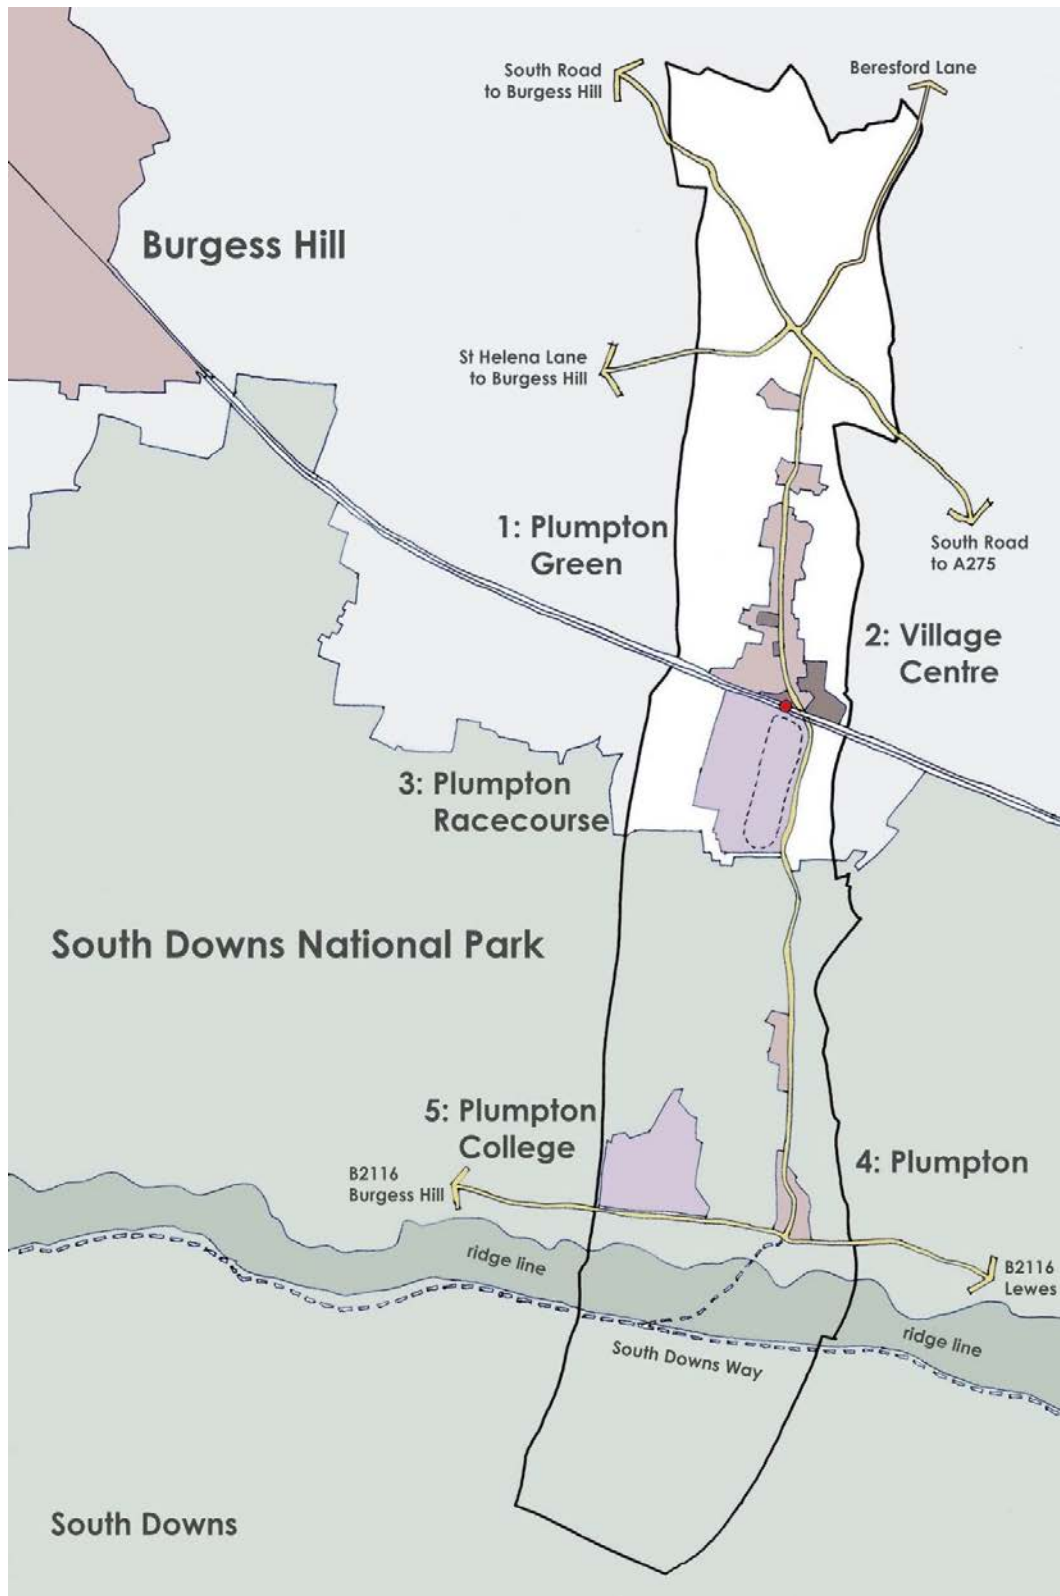 South Road
to Burgess Hill
Beresford Lane
Burgess Hill
St Helena Lane
to Burgess Hill
1: Plumpton
Green
South Road
to A275
2: Village
Centre
3: Plumpton
Racecourse
South Downs National Park
5: Plumpton
College
4: Plumpton
B2116
Burgess Hill
ridge line
B2116
Lewes
ridge line
South Downs Way
South Downs